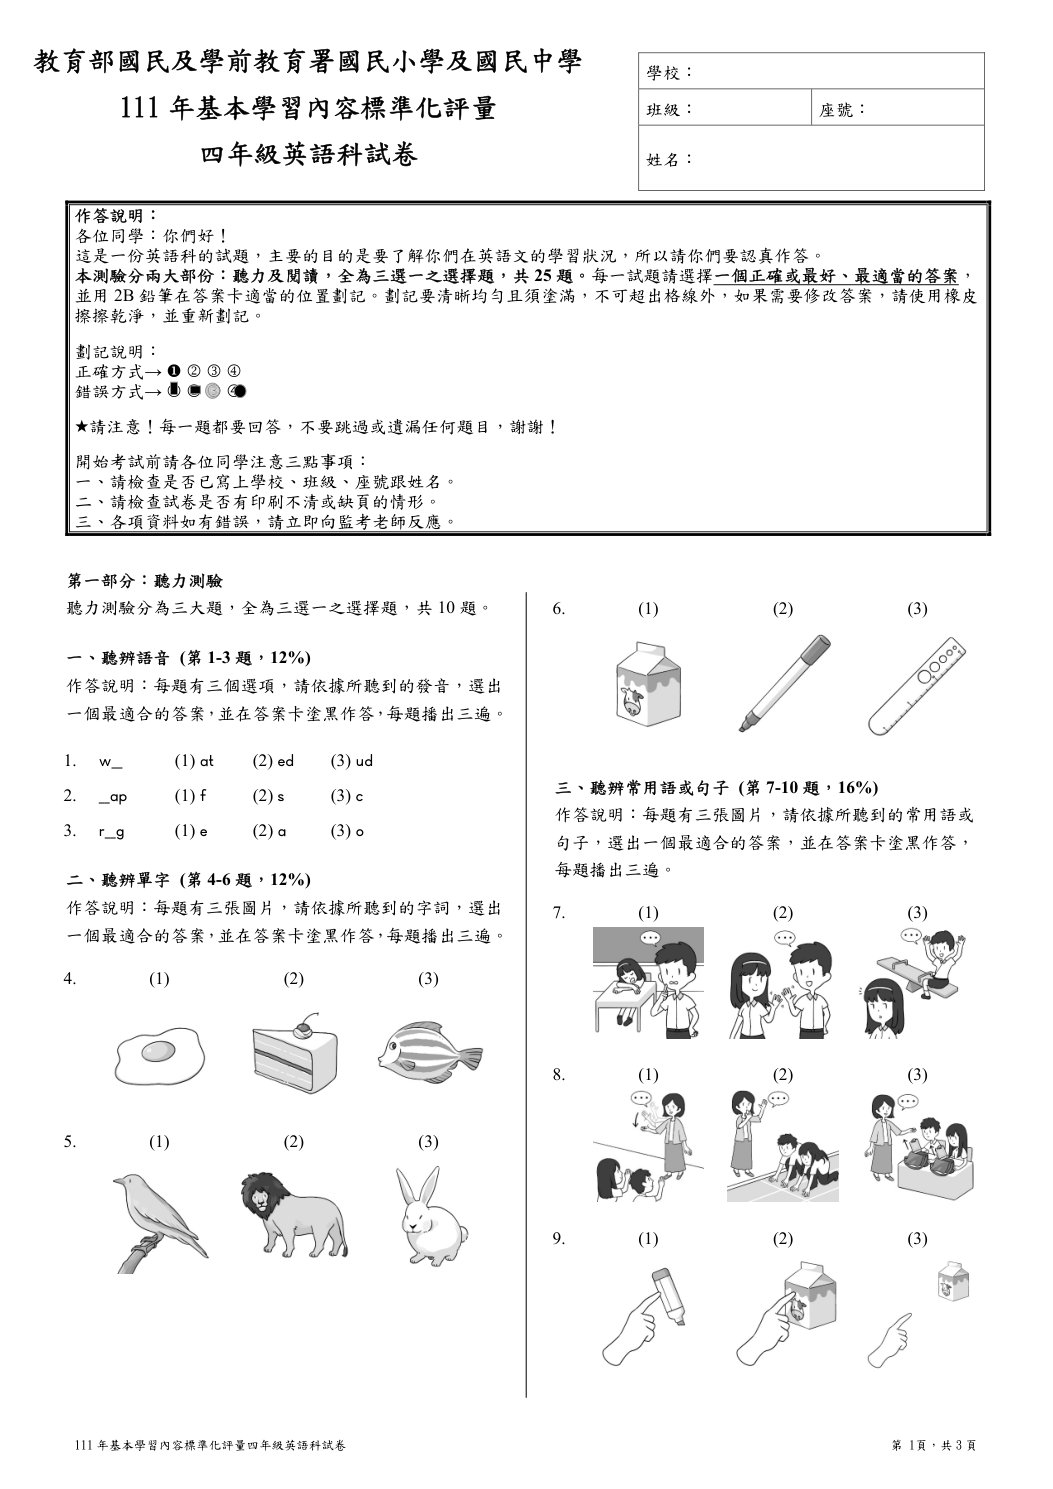 教育部國民及學前教育署國民小學及國民中學
111 年基本學習內容標準化評量
四年級英語科試卷
學校：
班級：
座號：
姓名：
作答說明：
各位同學：你們好！
這是一份英語科的試題，主要的目的是要了解你們在英語文的學習狀況，所以請你們要認真作答。
本測驗分兩大部份：聽力及閱讀，全為三選一之選擇題，共 25 題。每一試題請選擇一個正確或最好、最適當的答案，
並用 2B 鉛筆在答案卡適當的位置劃記。劃記要清晰均勻且須塗滿，不可超出格線外，如果需要修改答案，請使用橡皮
擦擦乾淨，並重新劃記。
劃記說明：
正確方式→ ❶ ② ③ ④
錯誤方式→
★請注意！每一題都要回答，不要跳過或遺漏任何題目，謝謝！
開始考試前請各位同學注意三點事項：
一、請檢查是否已寫上學校、班級、座號跟姓名。
二、請檢查試卷是否有印刷不清或缺頁的情形。
三、各項資料如有錯誤，請立即向監考老師反應。
第一部分：聽力測驗
聽力測驗分為三大題，全為三選一之選擇題，共 10 題。
一、聽辨語音 (第 1-3 題，12%)
作答說明：每題有三個選項，請依據所聽到的發音，選出
一個最適合的答案，並在答案卡塗黑作答，每題播出三遍。
1. w_ (1) at (2) ed (3) ud
2. _ap (1) f (2) s (3) c
3. r_g (1) e (2) a (3) o
二、聽辨單字 (第 4-6 題，12%)
作答說明：每題有三張圖片，請依據所聽到的字詞，選出
一個最適合的答案，並在答案卡塗黑作答，每題播出三遍。
4. (1) (2) (3)
5. (1) (2) (3)
6. (1) (2) (3)
三、聽辨常用語或句子 (第 7-10 題，16%)
作答說明：每題有三張圖片，請依據所聽到的常用語或
句子，選出一個最適合的答案，並在答案卡塗黑作答，
每題播出三遍。
7. (1) (2) (3)
8. (1) (2) (3)
9. (1) (2) (3)
111 年基本學習內容標準化評量四年級英語科試卷
第 1頁，共 3 頁